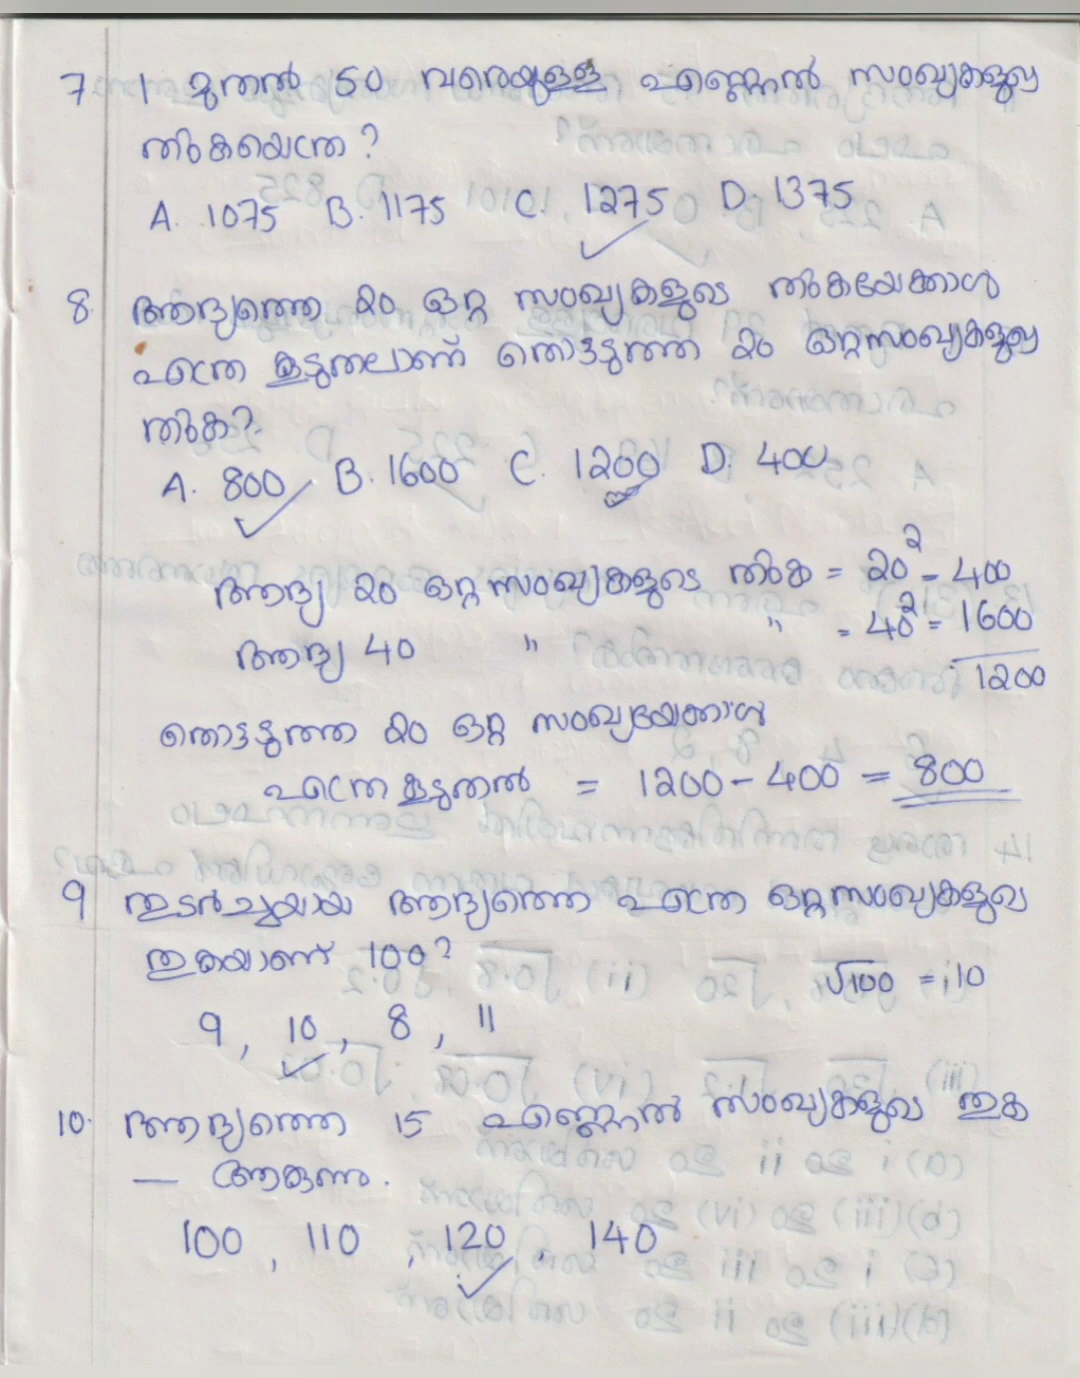 7 1 മുതൽ 50 വരെയുള്ള എണ്ണൽ സംഖ്യകളുടെ
തുകയെത്ര?
A. 1075 B. 1175 C. 1275 D. 1375
8 ആദ്യത്തെ 20 ഒറ്റ സംഖ്യകളുടെ തുകയേക്കാൾ
എത്ര കൂടുതലാണ് തൊട്ടടുത്ത 20 ഒറ്റസംഖ്യകളുടെ
തുക?
A. 800 B. 1600 C. 1200 D. 400
ആദ്യ 20 ഒറ്റ സംഖ്യകളുടെ തുക = 20² = 400
ആദ്യ 40 " " = 40² = 1600
1200
തൊട്ടടുത്ത 20 ഒറ്റ സംഖ്യയേക്കാൾ
എത്ര കൂടുതൽ = 1200 - 400 = 800
9 തുടർച്ചയായ ആദ്യത്തെ എത്ര ഒറ്റസംഖ്യകളുടെ
തുകയാണ് 100?
√100 = 10
9, 10, 8, 11
10. ആദ്യത്തെ 15 എണ്ണൽ സംഖ്യകളുടെ തുക
— ആകുന്നു.
100, 110, 120, 140